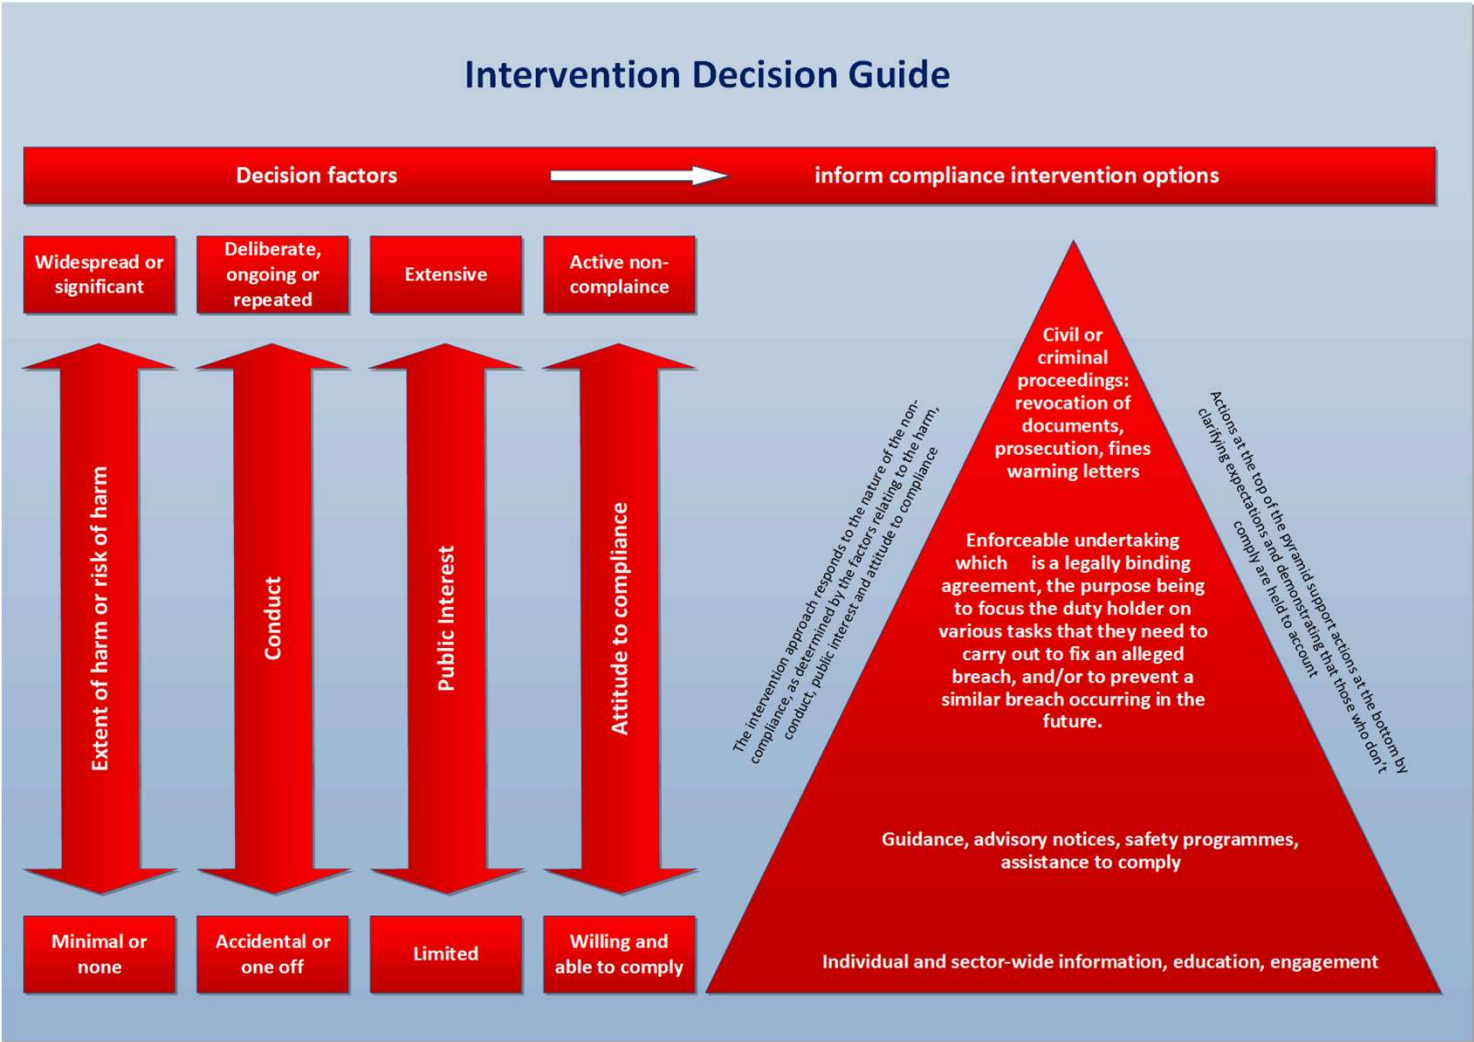 Intervention Decision Guide
Decision factors
inform compliance intervention options
Widespread or
significant
Deliberate,
ongoing or
repeated
Extensive
Active non-
complaince
Extent of harm or risk of harm
Conduct
Public Interest
Attitude to compliance
Minimal or
none
Accidental or
one off
Limited
Willing and
able to comply
The intervention approach responds to the nature of the non-
compliance, as determined by the factors relating to the harm,
conduct, public interest and attitude to compliance
Civil or
criminal
proceedings:
revocation of
documents,
prosecution, fines
warning letters
Enforceable undertaking
which is a legally binding
agreement, the purpose being
to focus the duty holder on
various tasks that they need to
carry out to fix an alleged
breach, and/or to prevent a
similar breach occurring in the
future.
Guidance, advisory notices, safety programmes,
assistance to comply
Individual and sector-wide information, education, engagement
Actions at the top of the pyramid support actions at the bottom by
clarifying expectations and demonstrating that those who don't
comply are held to account